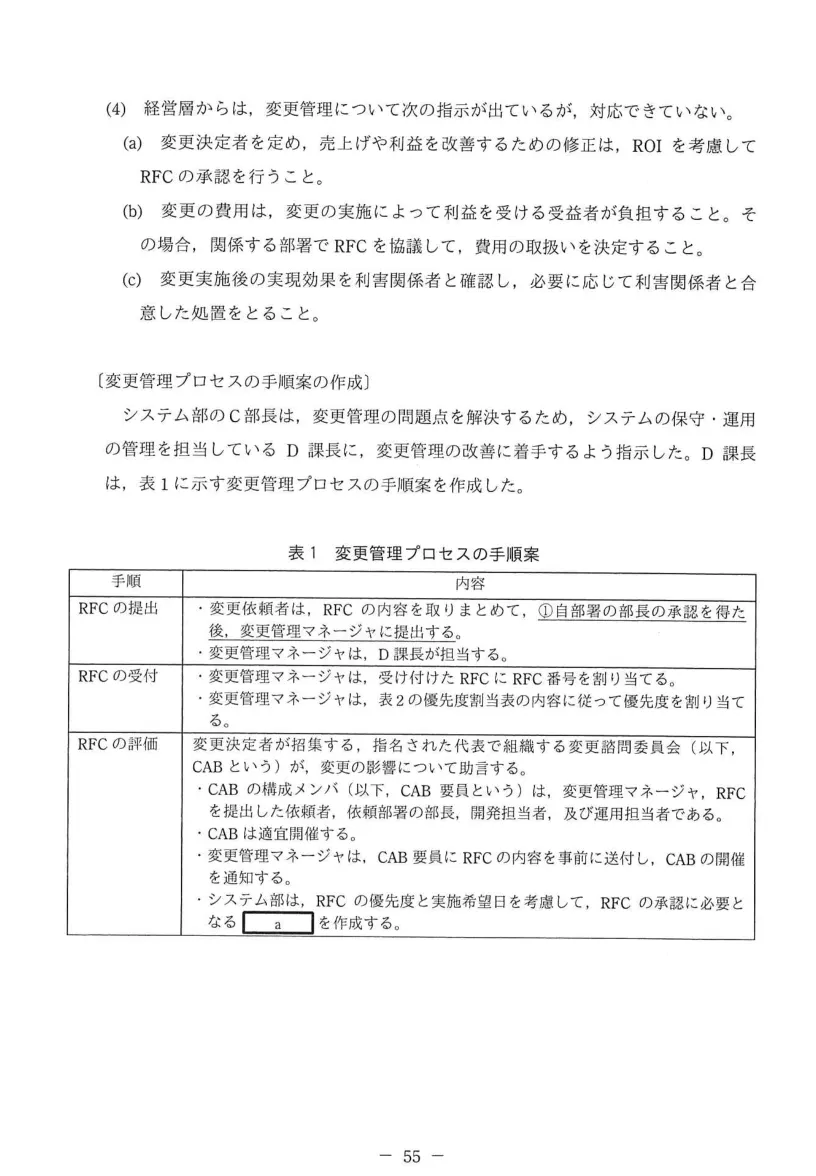 (4) 経営層からは，変更管理について次の指示が出ているが，対応できていない。
(a) 変更決定者を定め，売上げや利益を改善するための修正は，ROI を考慮して
RFC の承認を行うこと。
(b) 変更の費用は，変更の実施によって利益を受ける受益者が負担すること。そ
の場合，関係する部署で RFC を協議して，費用の取扱いを決定すること。
(c) 変更実施後の実現効果を利害関係者と確認し，必要に応じて利害関係者と合
意した処置をとること。
〔変更管理プロセスの手順案の作成〕
システム部の C 部長は，変更管理の問題点を解決するため，システムの保守・運用
の管理を担当している D 課長に，変更管理の改善に着手するよう指示した。D 課長
は，表 1 に示す変更管理プロセスの手順案を作成した。
表 1 変更管理プロセスの手順案
手順 内容
RFC の提出 ・変更依頼者は，RFC の内容を取りまとめて，①自部署の部長の承認を得た
後，変更管理マネージャに提出する。
・変更管理マネージャは，D 課長が担当する。
RFC の受付 ・変更管理マネージャは，受け付けた RFC に RFC 番号を割り当てる。
・変更管理マネージャは，表 2 の優先度割当表の内容に従って優先度を割り当て
る。
RFC の評価 変更決定者が招集する，指名された代表で組織する変更諮問委員会（以下，
CAB という）が，変更の影響について助言する。
・CAB の構成メンバ（以下，CAB 要員という）は，変更管理マネージャ，RFC
を提出した依頼者，依頼部署の部長，開発担当者，及び運用担当者である。
・CAB は適宜開催する。
・変更管理マネージャは，CAB 要員に RFC の内容を事前に送付し，CAB の開催
を通知する。
・システム部は，RFC の優先度と実施希望日を考慮して，RFC の承認に必要と
なる a を作成する。
－ 55 －